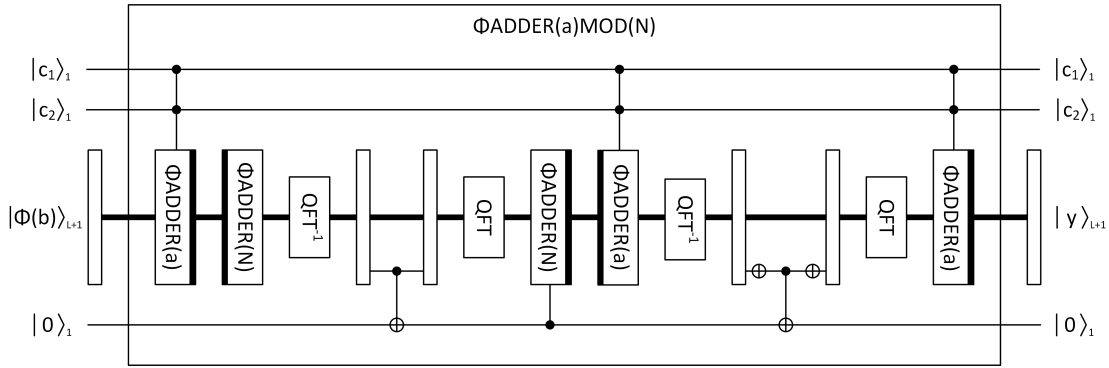 ΦADDER(a)MOD(N)
|c₁⟩₁
|c₁⟩₁
|c₂⟩₁
|c₂⟩₁
|Φ(b)⟩L+1
ΦADDER(a)
ΦADDER(N)
QFT⁻¹
QFT
ΦADDER(N)
ΦADDER(a)
QFT⁻¹
QFT
ΦADDER(a)
|y⟩L+1
|0⟩₁
|0⟩₁